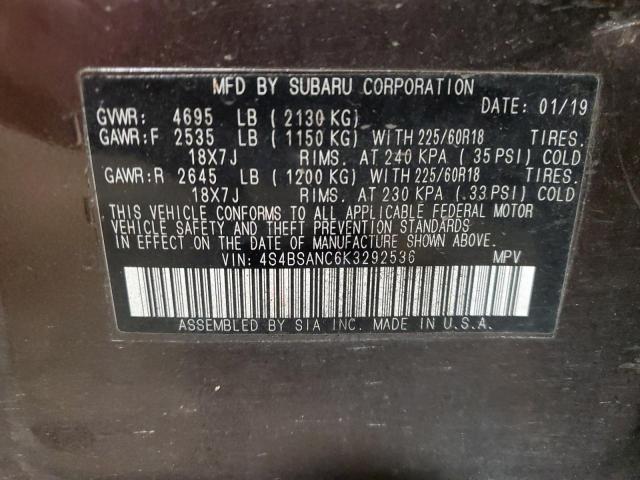 MFD BY SUBARU CORPORATION
DATE: 01/19
GVWR: 4695 LB (2130 KG)
GAWR:F 2535 LB (1150 KG) WITH 225/60R18 TIRES.
18X7J RIMS. AT 240 KPA (35 PSI) COLD
GAWR:R 2645 LB (1200 KG) WITH 225/60R18 TIRES.
18X7J RIMS. AT 230 KPA (33 PSI) COLD
THIS VEHICLE CONFORMS TO ALL APPLICABLE FEDERAL MOTOR
VEHICLE SAFETY AND THEFT PREVENTION STANDARDS
IN EFFECT ON THE DATE OF MANUFACTURE SHOWN ABOVE.
VIN: 4S4BSANC6K3292536 MPV
ASSEMBLED BY SIA INC. MADE IN U.S.A.